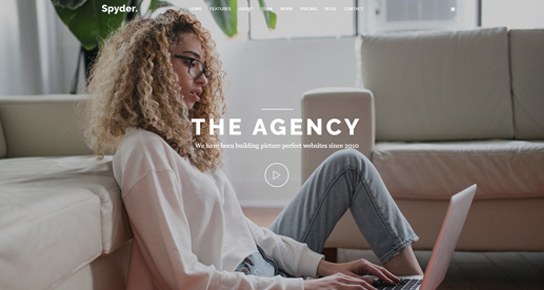 Spyder.
HOME FEATURES ABOUT TEAM WORK PRICING BLOG CONTACT
THE AGENCY
We have been building picture perfect websites since 2010